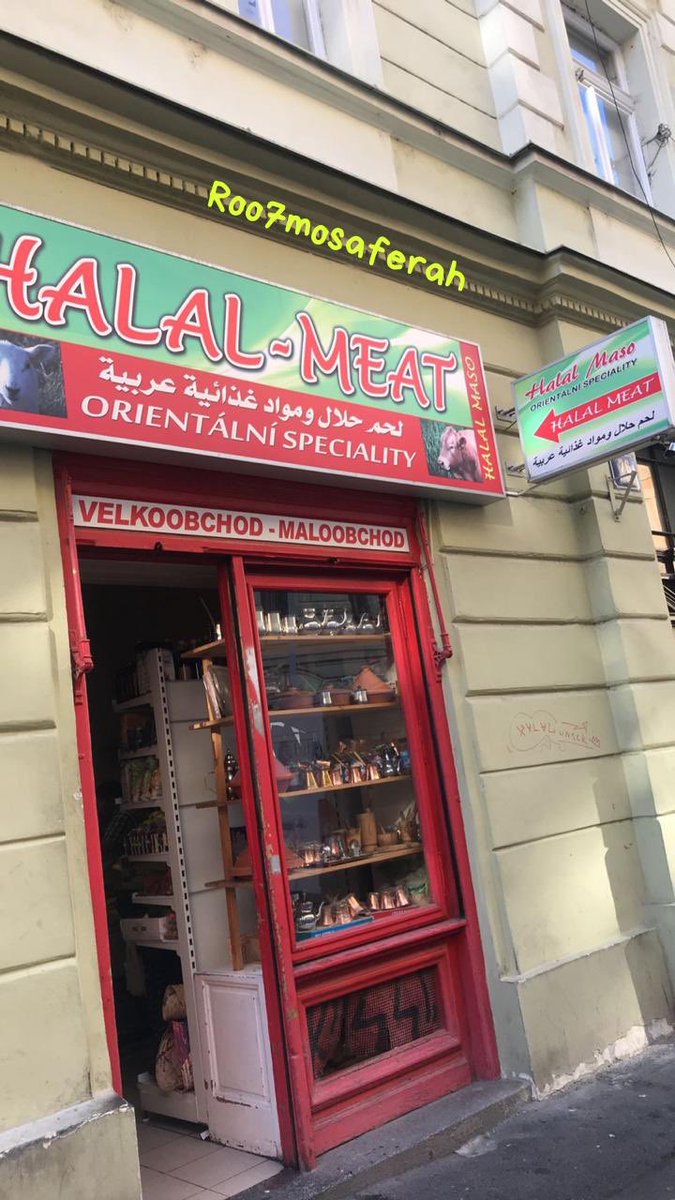 Roo7mosaferah
HALAL-MEAT
لحم حلال ومواد غذائية عربية
ORIENTÁLNÍ SPECIALITY
HALAL MASO
Halal Maso
ORIENTÁLNÍ SPECIALITY
HALAL MEAT
لحم حلال ومواد غذائية عربية
VELKOOBCHOD - MALOOBCHOD